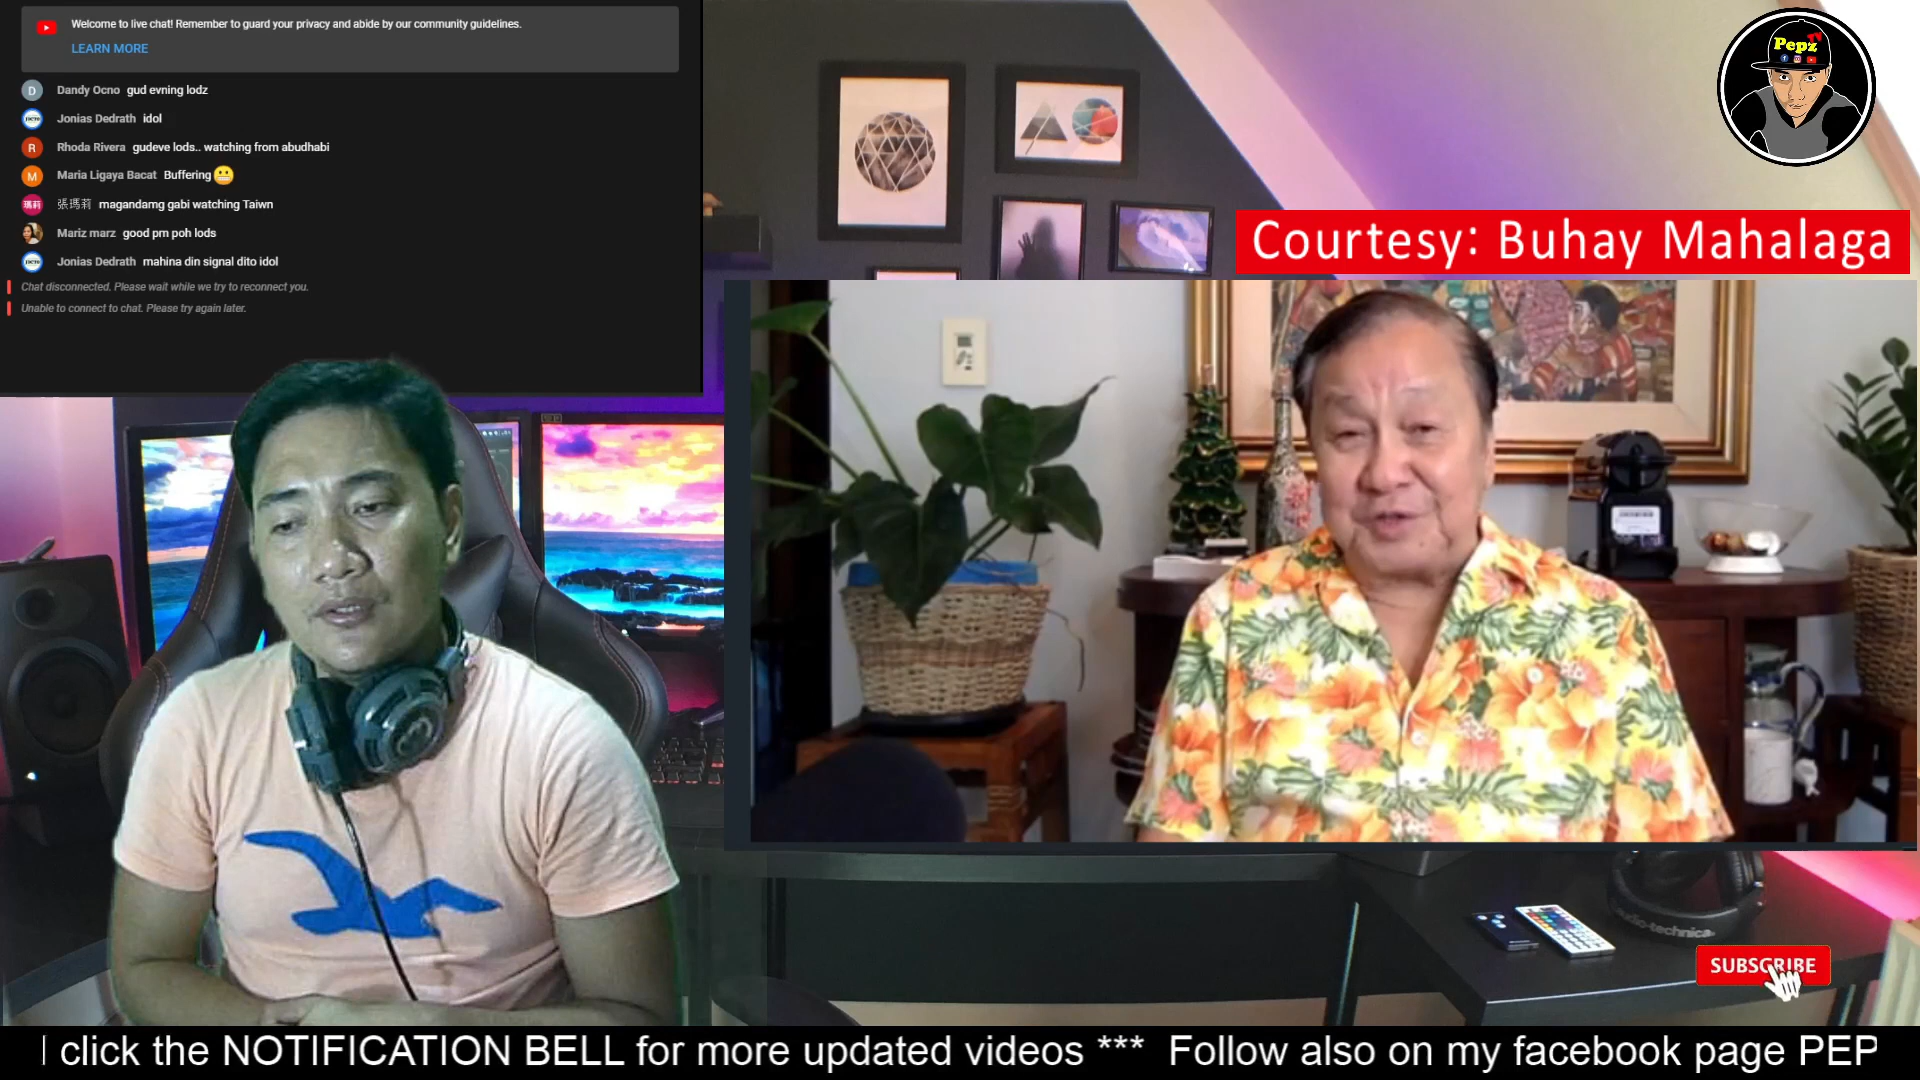 Welcome to live chat! Remember to guard your privacy and abide by our community guidelines.
LEARN MORE
D Dandy Ocno gud evning lodz
Jonias Dedrath idol
R Rhoda Rivera gudeve lods.. watching from abudhabi
M Maria Ligaya Bacat Buffering😬
瑪莉 張瑪莉 magandamg gabi watching Taiwn
Mariz marz good pm poh lods
Jonias Dedrath mahina din signal dito idol
Chat disconnected. Please wait while we try to reconnect you.
Unable to connect to chat. Please try again later.
Pepz TV
Courtesy: Buhay Mahalaga
audio-technica
SUBSCRIBE
click the NOTIFICATION BELL for more updated videos *** Follow also on my facebook page PEP